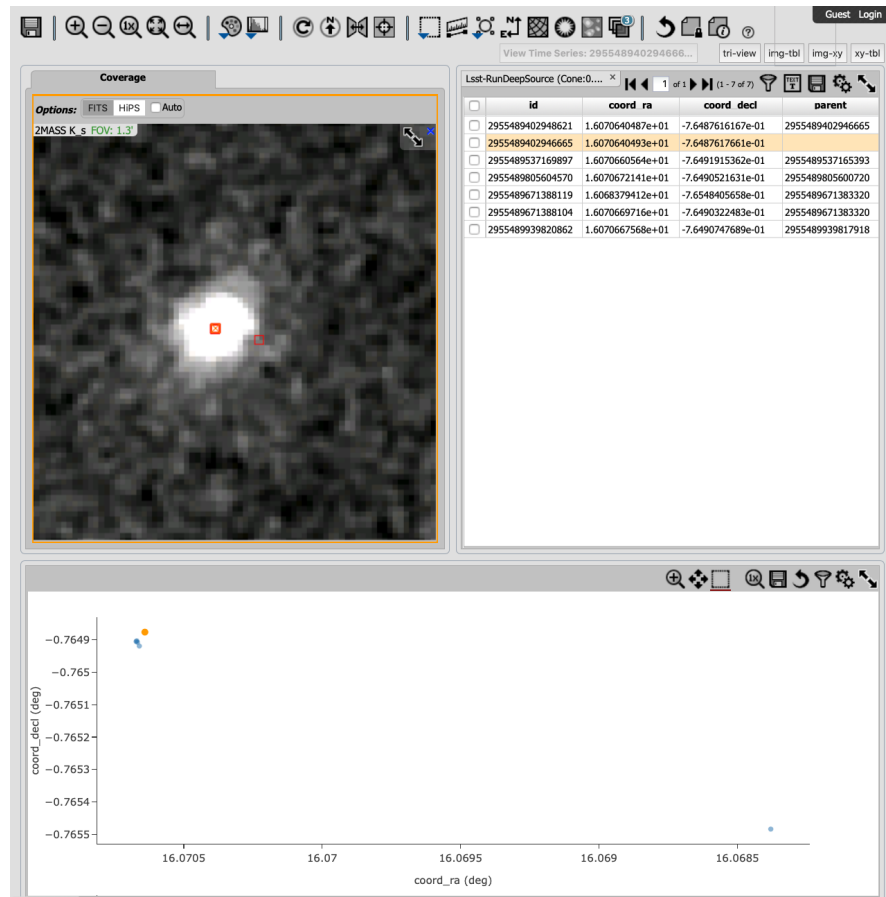 Guest Login
View Time Series: 295548940294666...
tri-view img-tbl img-xy xy-tbl
Coverage
Options: FITS HiPS Auto
2MASS K_s FOV: 1.3'
Lsst-RunDeepSource (Cone:0.... × 1 of 1 (1 - 7 of 7)
id coord_ra coord_decl parent
2955489402948621 1.6070640487e+01 -7.6487616167e-01 2955489402946665
2955489402946665 1.6070640493e+01 -7.6487617661e-01
2955489537169897 1.6070660564e+01 -7.6491915362e-01 2955489537165393
2955489805604570 1.6070672141e+01 -7.6490521631e-01 2955489805600720
2955489671388119 1.6068379412e+01 -7.6548405658e-01 2955489671383320
2955489671388104 1.6070669716e+01 -7.6490322483e-01 2955489671383320
2955489939820862 1.6070667568e+01 -7.6490747689e-01 2955489939817918
−0.7649
−0.765
−0.7651
−0.7652
−0.7653
−0.7654
−0.7655
coord_decl (deg)
16.0705 16.07 16.0695 16.069 16.0685
coord_ra (deg)